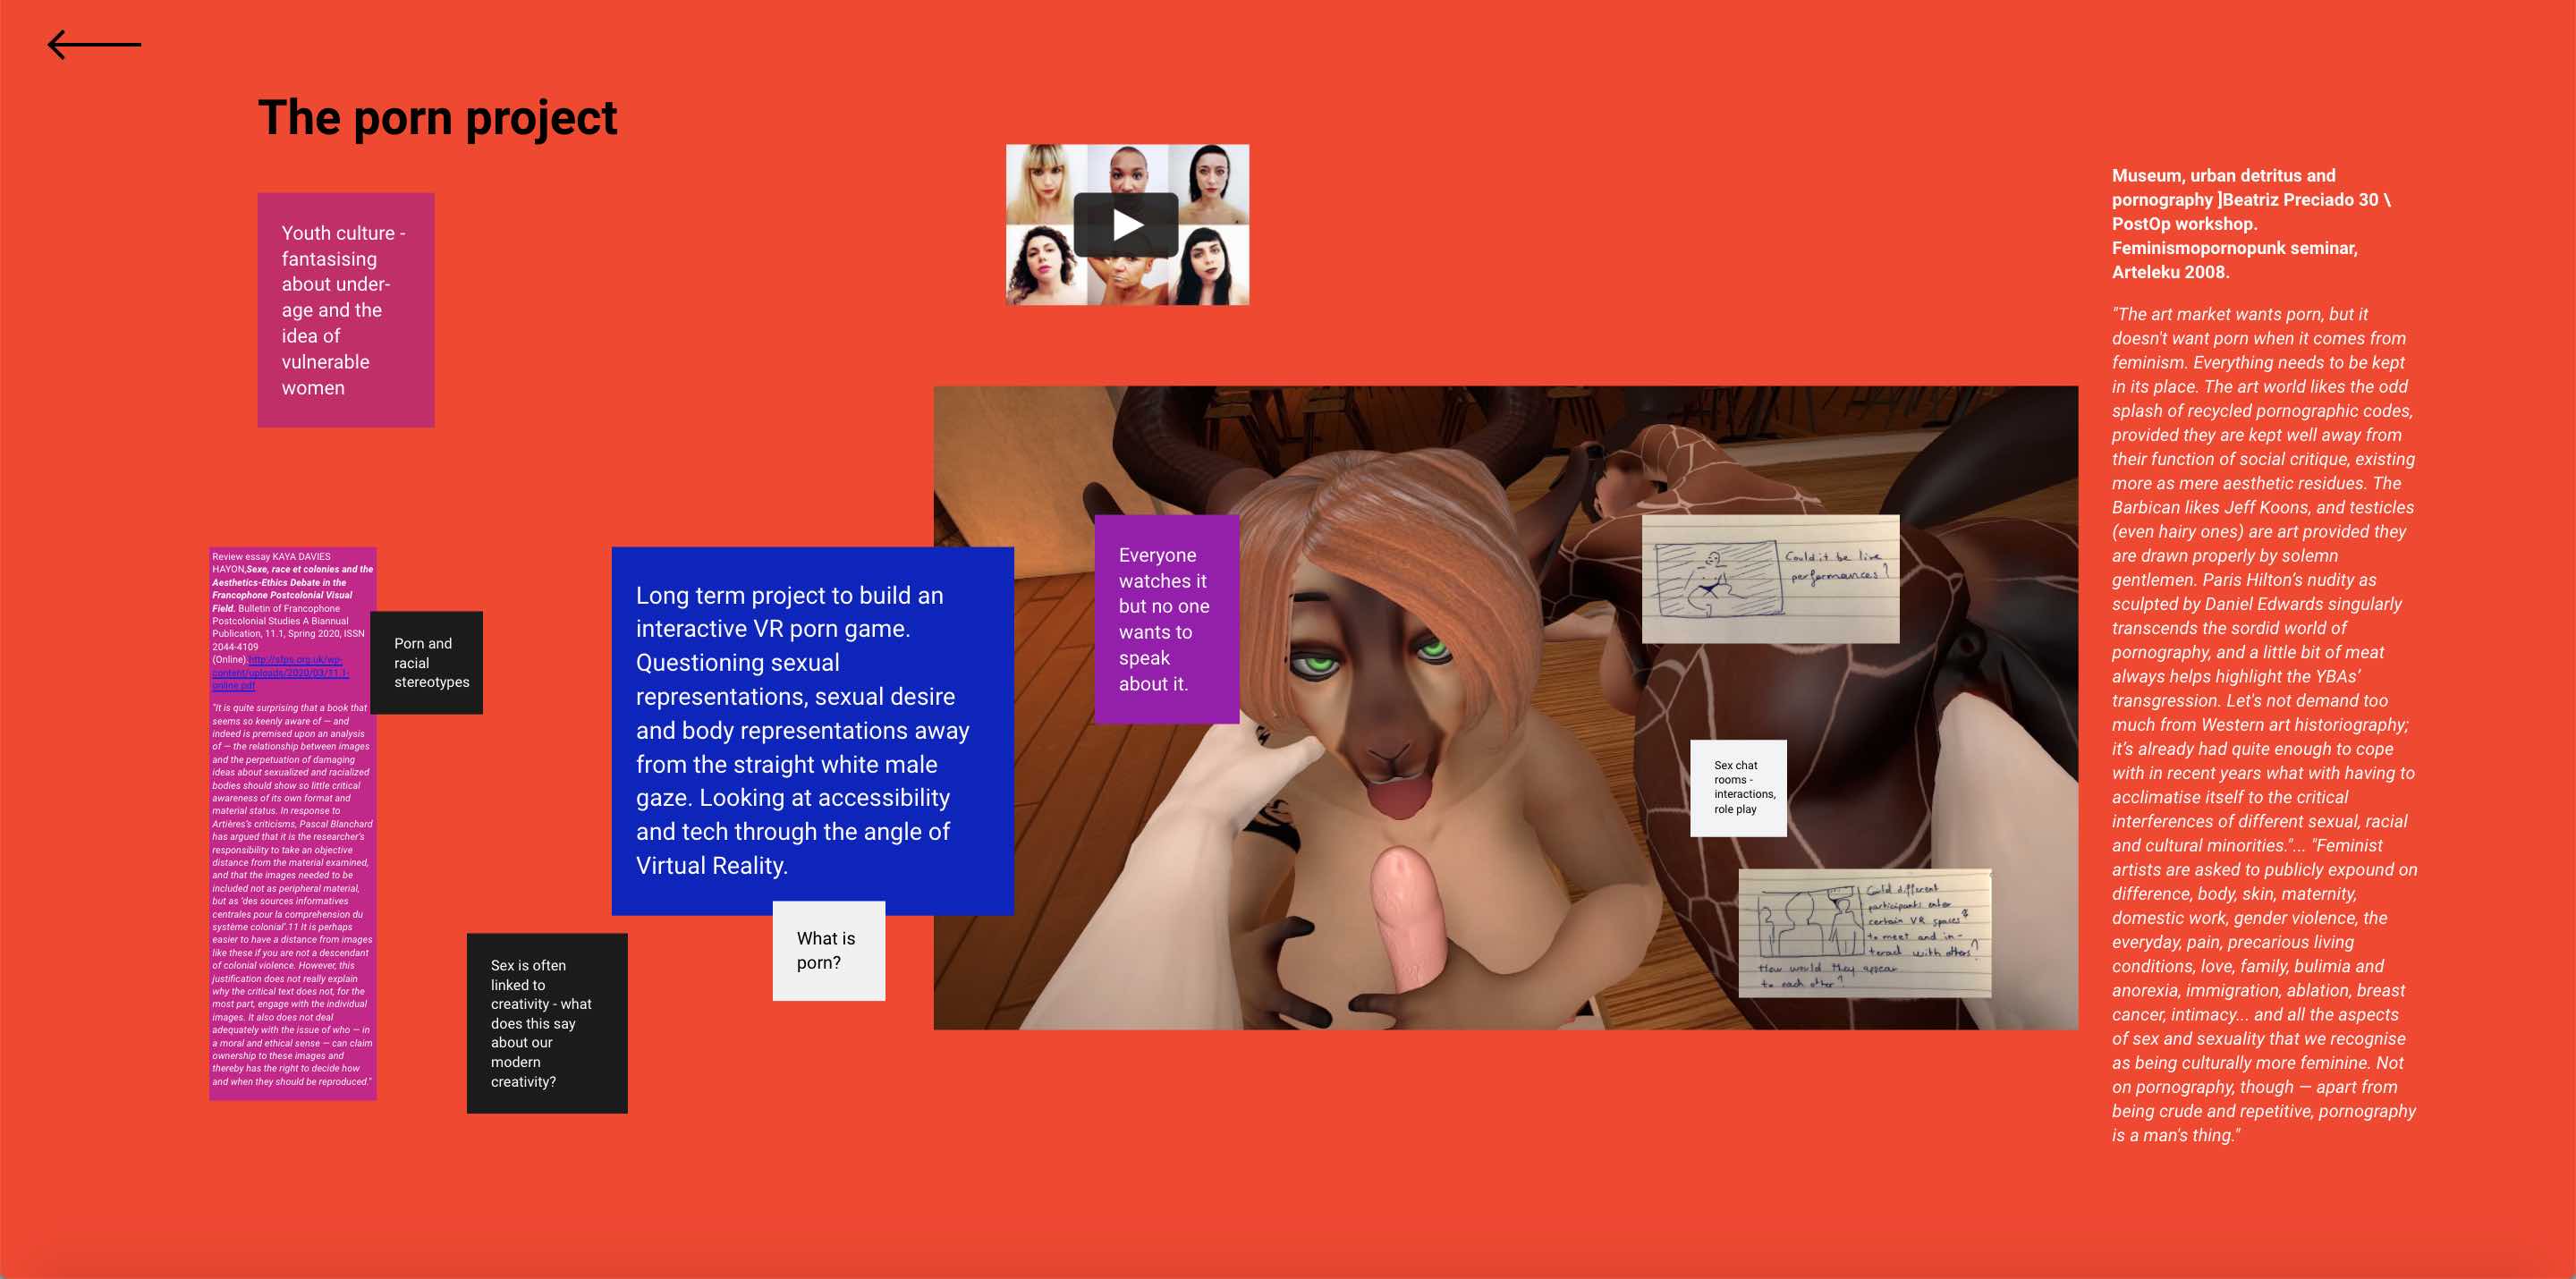 The porn project
Youth culture -
fantasising
about under-
age and the
idea of
vulnerable
women
Review essay KAYA DAVIES
HAYON,Sexe, race et colonies and the
Aesthetics-Ethics Debate in the
Francophone Postcolonial Visual
Field. Bulletin of Francophone
Postcolonial Studies A Biannual
Publication, 11.1, Spring 2020, ISSN
2044-4109
(Online).http://sfps.org.uk/wp-
content/uploads/2020/03/11.1-
online.pdf
"It is quite surprising that a book that
seems so keenly aware of — and
indeed is premised upon an analysis
of — the relationship between images
and the perpetuation of damaging
ideas about sexualized and racialized
bodies should show so little critical
awareness of its own format and
material status. In response to
Artières's criticisms, Pascal Blanchard
has argued that it is the researcher's
responsibility to take an objective
distance from the material examined,
and that the images needed to be
included not as peripheral material,
but as 'des sources informatives
centrales pour la comprehension du
système colonial'.11 It is perhaps
easier to have a distance from images
like these if you are not a descendant
of colonial violence. However, this
justification does not really explain
why the critical text does not, for the
most part, engage with the individual
images. It also does not deal
adequately with the issue of who — in
a moral and ethical sense — can claim
ownership to these images and
thereby has the right to decide how
and when they should be reproduced."
Porn and
racial
stereotypes
Sex is often
linked to
creativity - what
does this say
about our
modern
creativity?
Long term project to build an
interactive VR porn game.
Questioning sexual
representations, sexual desire
and body representations away
from the straight white male
gaze. Looking at accessibility
and tech through the angle of
Virtual Reality.
What is
porn?
Everyone
watches it
but no one
wants to
speak
about it.
Could it be live
performances?
Sex chat
rooms -
interactions,
role play
Could different
participants enter
certain VR spaces
to meet and in-
teract with others?
How would they appear
to each other?
Museum, urban detritus and
pornography ]Beatriz Preciado 30 \
PostOp workshop.
Feminismopornopunk seminar,
Arteleku 2008.
"The art market wants porn, but it
doesn't want porn when it comes from
feminism. Everything needs to be kept
in its place. The art world likes the odd
splash of recycled pornographic codes,
provided they are kept well away from
their function of social critique, existing
more as mere aesthetic residues. The
Barbican likes Jeff Koons, and testicles
(even hairy ones) are art provided they
are drawn properly by solemn
gentlemen. Paris Hilton's nudity as
sculpted by Daniel Edwards singularly
transcends the sordid world of
pornography, and a little bit of meat
always helps highlight the YBAs'
transgression. Let's not demand too
much from Western art historiography;
it's already had quite enough to cope
with in recent years what with having to
acclimatise itself to the critical
interferences of different sexual, racial
and cultural minorities."... "Feminist
artists are asked to publicly expound on
difference, body, skin, maternity,
domestic work, gender violence, the
everyday, pain, precarious living
conditions, love, family, bulimia and
anorexia, immigration, ablation, breast
cancer, intimacy... and all the aspects
of sex and sexuality that we recognise
as being culturally more feminine. Not
on pornography, though — apart from
being crude and repetitive, pornography
is a man's thing."